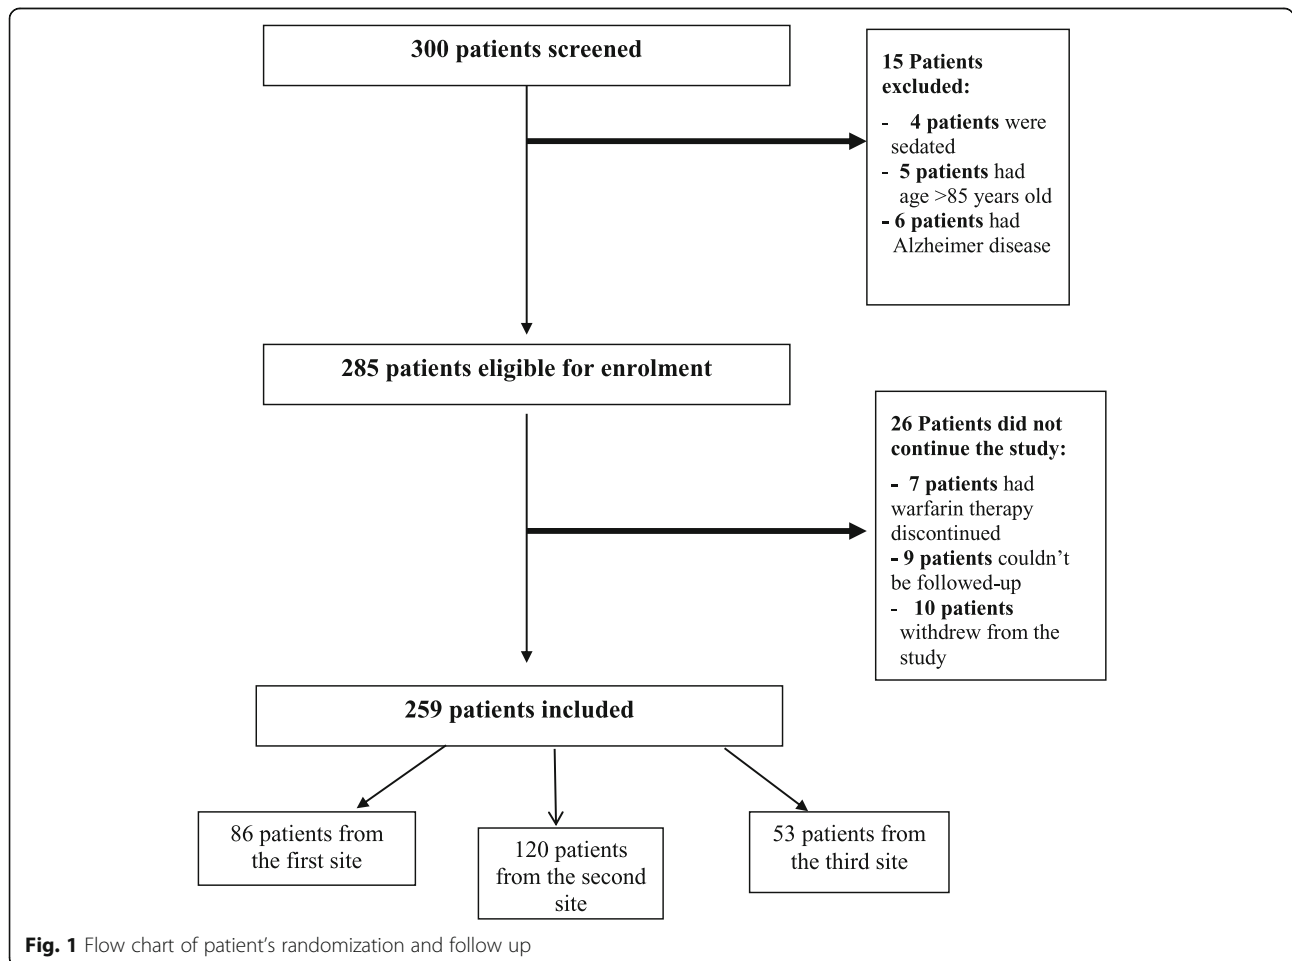 300 patients screened
15 Patients
excluded:
- 4 patients were
sedated
- 5 patients had
age >85 years old
- 6 patients had
Alzheimer disease
285 patients eligible for enrolment
26 Patients did not
continue the study:
- 7 patients had
warfarin therapy
discontinued
- 9 patients couldn’t
be followed-up
- 10 patients
withdrew from the
study
259 patients included
86 patients from
the first site
120 patients
from the second
site
53 patients from
the third site
Fig. 1 Flow chart of patient’s randomization and follow up